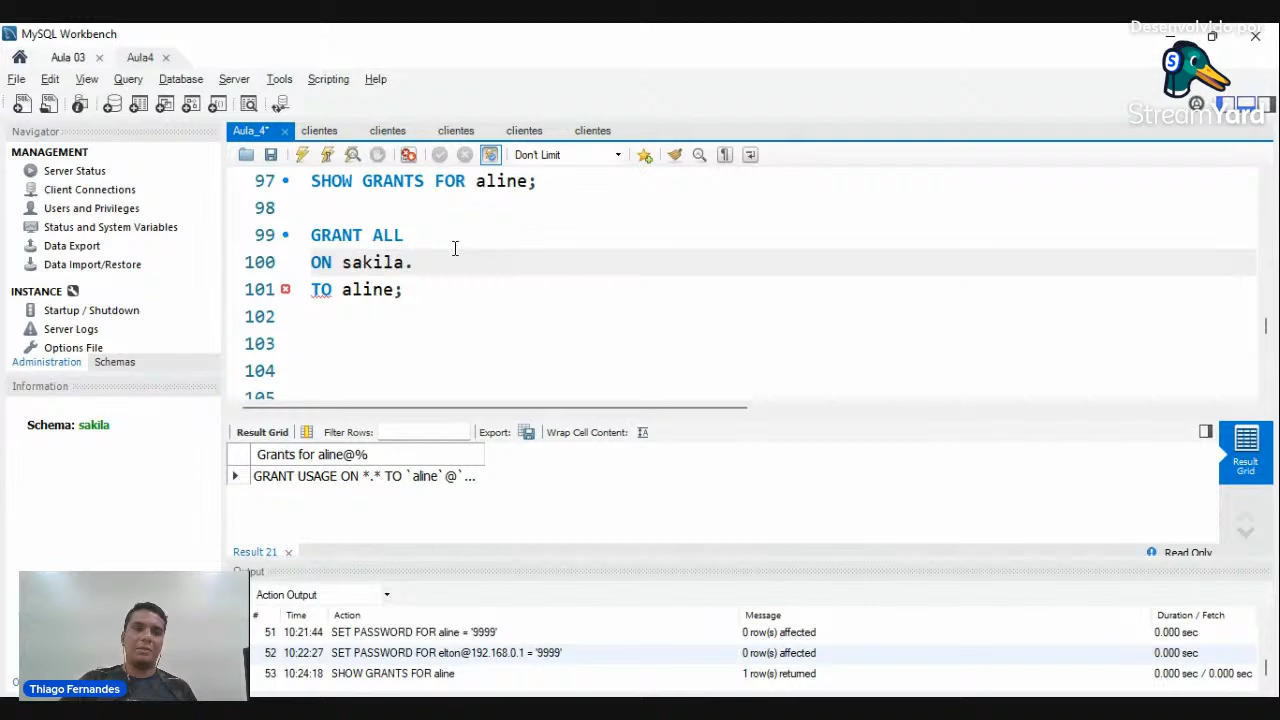 Desenvolvido por
StreamYard
MySQL Workbench
Aula 03
Aula4
File Edit View Query Database Server Tools Scripting Help
Navigator
MANAGEMENT
Server Status
Client Connections
Users and Privileges
Status and System Variables
Data Export
Data Import/Restore
INSTANCE
Startup / Shutdown
Server Logs
Options File
Administration Schemas
Information
Schema: sakila
Aula_4* clientes clientes clientes clientes clientes
Don't Limit
97 SHOW GRANTS FOR aline;
98
99 GRANT ALL
100 ON sakila.
101 TO aline;
102
103
104
105
Result Grid Filter Rows: Export: Wrap Cell Content:
Grants for aline@%
GRANT USAGE ON *.* TO `aline`@`...
Result Grid
Result 21 Read Only
Action Output
# Time Action Message Duration / Fetch
51 10:21:44 SET PASSWORD FOR aline = '9999' 0 row(s) affected 0.000 sec
52 10:22:27 SET PASSWORD FOR elton@192.168.0.1 = '9999' 0 row(s) affected 0.000 sec
53 10:24:18 SHOW GRANTS FOR aline 1 row(s) returned 0.000 sec / 0.000 sec
Thiago Fernandes